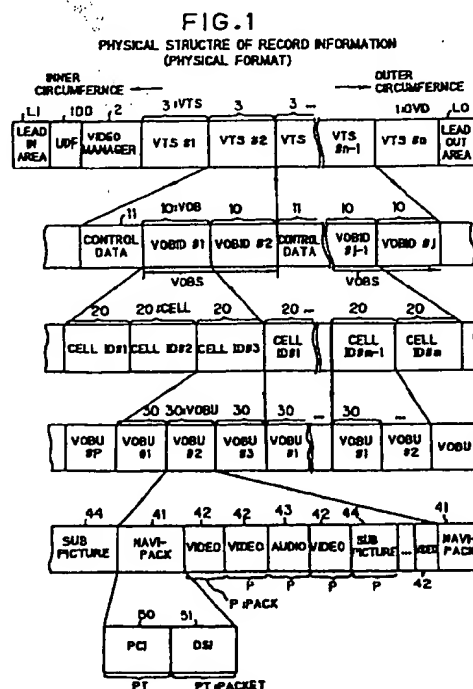 FIG.1
PHYSICAL STRUCTRE OF RECORD INFORMATION
(PHYSICAL FORMAT)
INNER CIRCUMFERNCE OUTER CIRCUMFERNCE
L1 100 2 3:VTS 3 3 ... 1:DVD LO
LEAD IN AREA UDF VIDEO MANAGER VTS #1 VTS #2 VTS VTS #n-1 VTS #n LEAD OUT AREA
11 10:VOB 10 11 10 10
CONTROL DATA VOBID #1 VOBID #2 CONTROL DATA VOBID #j-1 VOBID #j
VOBS VOBS
20 20:CELL 20 20 ... 20 20
CELL ID#1 CELL ID#2 CELL ID#3 CELL ID#1 CELL ID#m-1 CELL ID#m
30 30:VOBU 30 30 ... 30 ...
VOBU #P VOBU #1 VOBU #2 VOBU #3 VOBU #1 VOBU #1 VOBU #2 VOBU
44 41 42 42 43 42 44 41
SUB PICTURE NAVI-PACK VIDEO VIDEO AUDIO VIDEO SUB PICTURE ... VIDEO NAVI-PACK
P P P P 42
P:PACK
50 51
PCI DSI
PT PT:PACKET